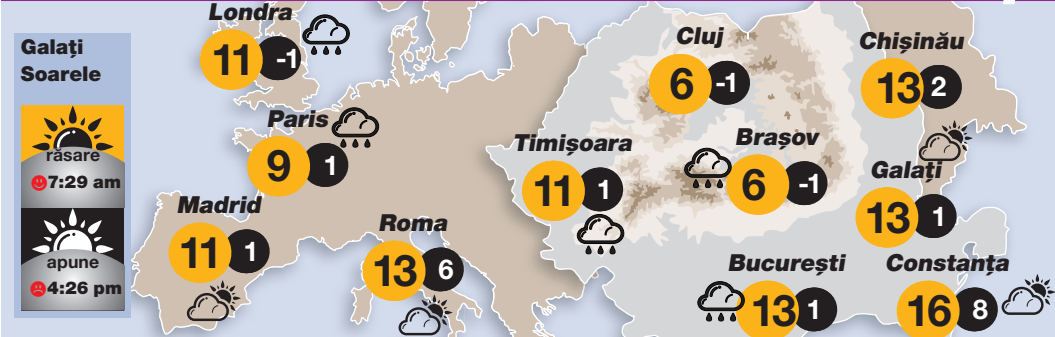 Galați
Soarele
răsare
7:29 am
apune
4:26 pm
Londra
11 -1
Paris
9 1
Madrid
11 1
Roma
13 6
Timișoara
11 1
Cluj
6 -1
Brașov
6 -1
București
13 1
Chișinău
13 2
Galați
13 1
Constanța
16 8